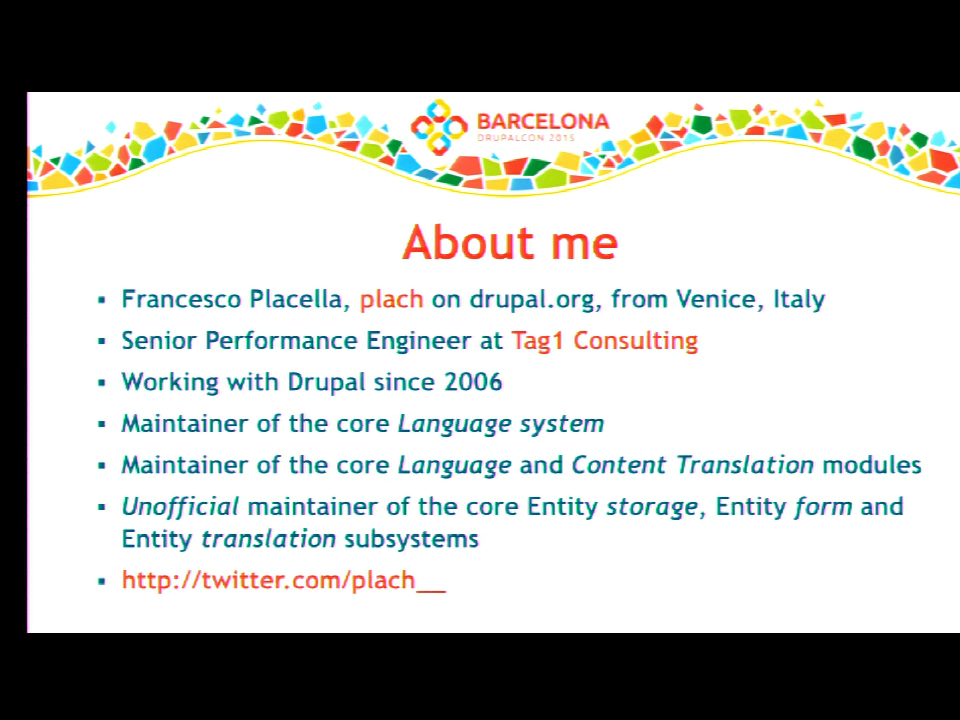 BARCELONA
DRUPALCON 2015
About me
▪ Francesco Placella, plach on drupal.org, from Venice, Italy
▪ Senior Performance Engineer at Tag1 Consulting
▪ Working with Drupal since 2006
▪ Maintainer of the core Language system
▪ Maintainer of the core Language and Content Translation modules
▪ Unofficial maintainer of the core Entity storage, Entity form and
Entity translation subsystems
▪ http://twitter.com/plach__